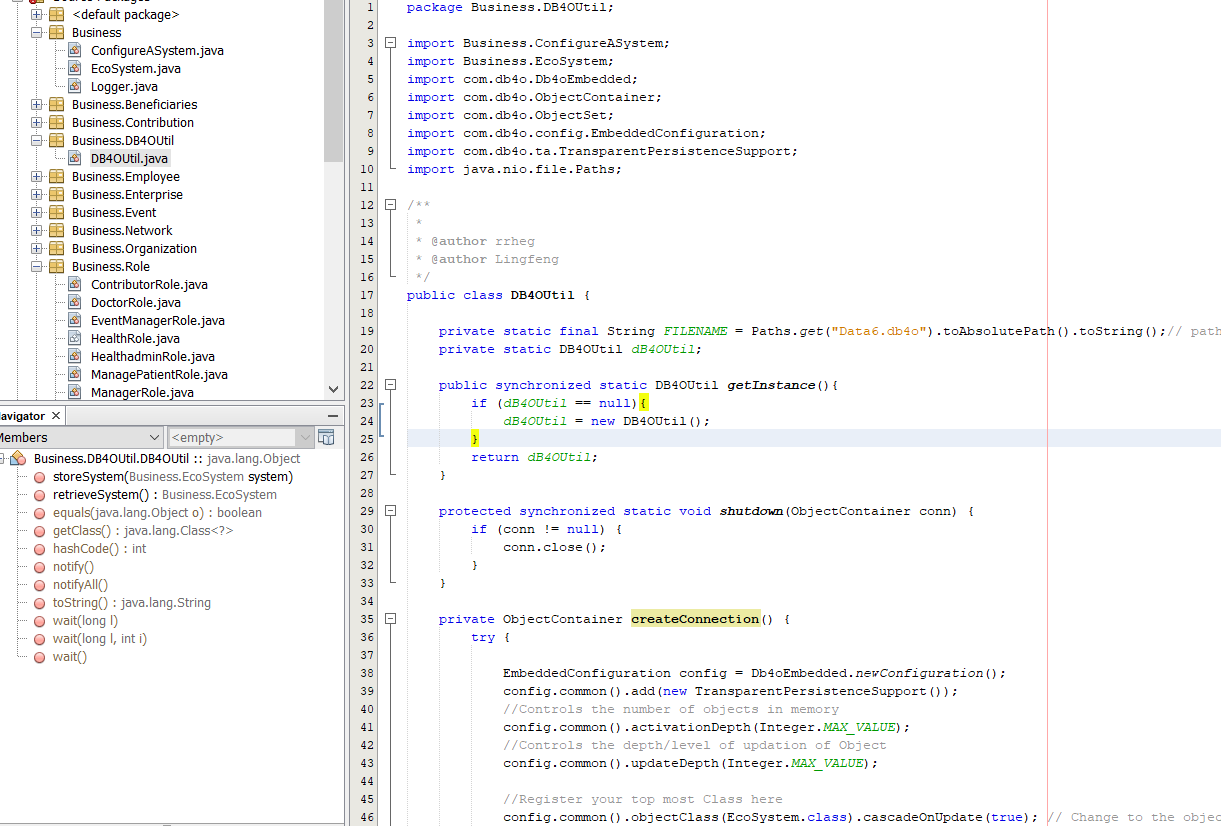 <default package>
Business
ConfigureASystem.java
EcoSystem.java
Logger.java
Business.Beneficiaries
Business.Contribution
Business.DB4OUtil
DB4OUtil.java
Business.Employee
Business.Enterprise
Business.Event
Business.Network
Business.Organization
Business.Role
ContributorRole.java
DoctorRole.java
EventManagerRole.java
HealthRole.java
HealthadminRole.java
ManagePatientRole.java
ManagerRole.java
avigator
Members
<empty>
Business.DB4OUtil.DB4OUtil :: java.lang.Object
storeSystem(Business.EcoSystem system)
retrieveSystem() : Business.EcoSystem
equals(java.lang.Object o) : boolean
getClass() : java.lang.Class<?>
hashCode() : int
notify()
notifyAll()
toString() : java.lang.String
wait(long l)
wait(long l, int i)
wait()
1 package Business.DB4OUtil;
2
3 import Business.ConfigureASystem;
4 import Business.EcoSystem;
5 import com.db4o.Db4oEmbedded;
6 import com.db4o.ObjectContainer;
7 import com.db4o.ObjectSet;
8 import com.db4o.config.EmbeddedConfiguration;
9 import com.db4o.ta.TransparentPersistenceSupport;
10 import java.nio.file.Paths;
11
12 /**
13 *
14 * @author rrheg
15 * @author Lingfeng
16 */
17 public class DB4OUtil {
18
19 private static final String FILENAME = Paths.get("Data6.db4o").toAbsolutePath().toString();// path
20 private static DB4OUtil dB4OUtil;
21
22 public synchronized static DB4OUtil getInstance(){
23 if (dB4OUtil == null){
24 dB4OUtil = new DB4OUtil();
25 }
26 return dB4OUtil;
27 }
28
29 protected synchronized static void shutdown(ObjectContainer conn) {
30 if (conn != null) {
31 conn.close();
32 }
33 }
34
35 private ObjectContainer createConnection() {
36 try {
37
38 EmbeddedConfiguration config = Db4oEmbedded.newConfiguration();
39 config.common().add(new TransparentPersistenceSupport());
40 //Controls the number of objects in memory
41 config.common().activationDepth(Integer.MAX_VALUE);
42 //Controls the depth/level of updation of Object
43 config.common().updateDepth(Integer.MAX_VALUE);
44
45 //Register your top most Class here
46 config.common().objectClass(EcoSystem.class).cascadeOnUpdate(true); // Change to the objec